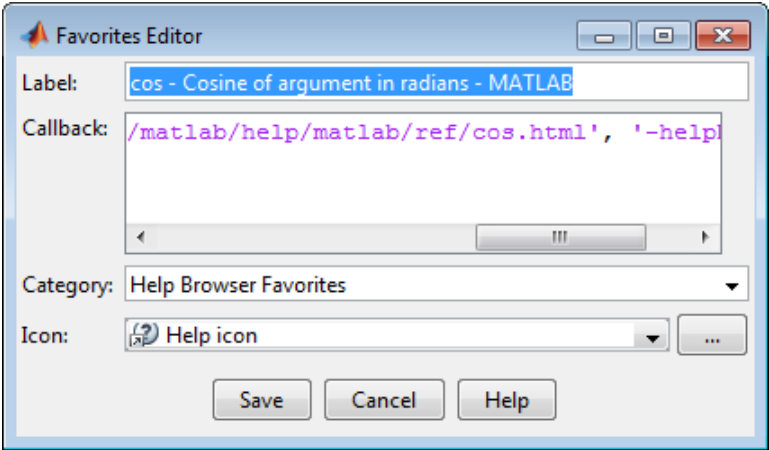 Favorites Editor
Label: cos - Cosine of argument in radians - MATLAB
Callback: /matlab/help/matlab/ref/cos.html', '-help
Category: Help Browser Favorites
Icon: Help icon ...
Save Cancel Help